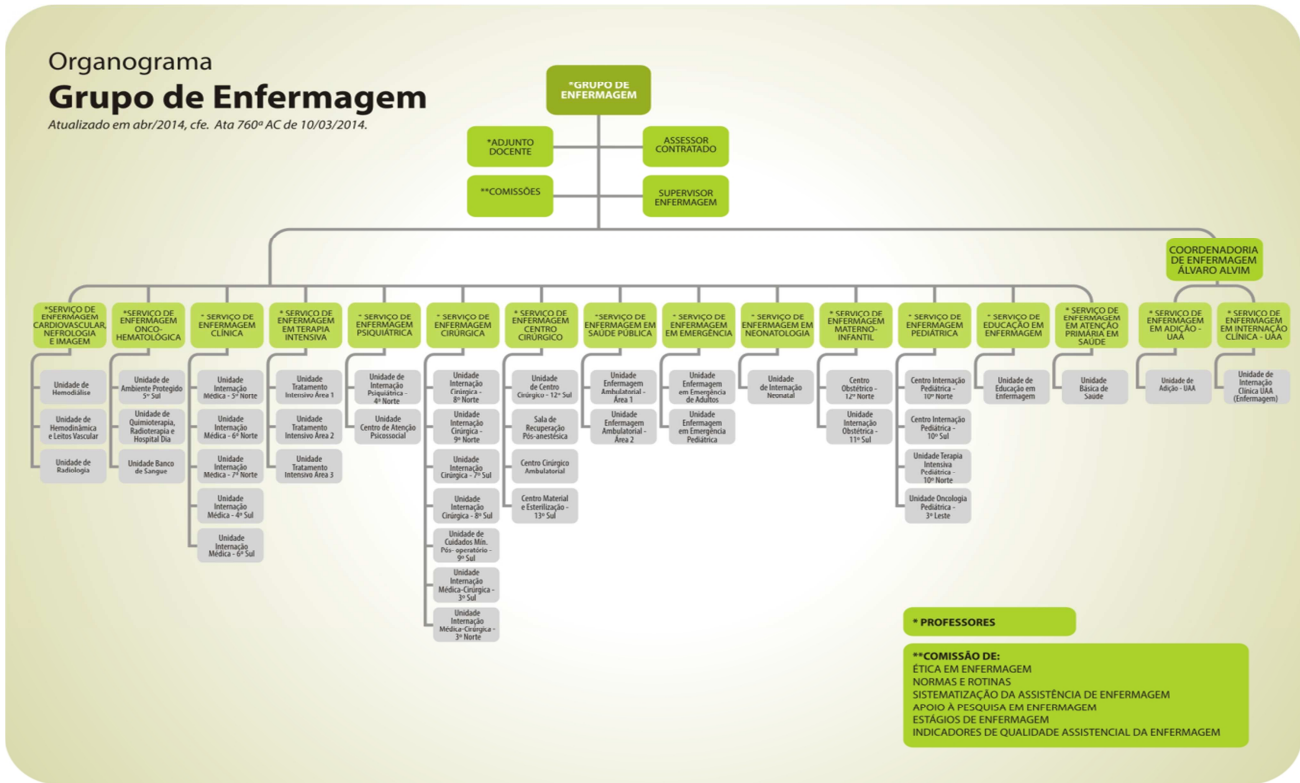 Organograma
Grupo de Enfermagem
Atualizado em abr/2014, cfe. Ata 760ª AC de 10/03/2014.
*GRUPO DE
ENFERMAGEM
*ADJUNTO
DOCENTE
ASSESSOR
CONTRATADO
**COMISSÕES
SUPERVISOR
ENFERMAGEM
COORDENADORIA
DE ENFERMAGEM
ÁLVARO ALVIM
*SERVIÇO DE
ENFERMAGEM
CARDIOVASCULAR,
NEFROLOGIA
E IMAGEM
Unidade de
Hemodiálise
Unidade de
Hemodinâmica
e Leitos Vascular
Unidade de
Radiologia
*SERVIÇO DE
ENFERMAGEM
ONCO-
HEMATOLÓGICA
Unidade de
Ambiente Protegido
5º Sul
Unidade de
Quimioterapia,
Radioterapia e
Hospital Dia
Unidade Banco
de Sangue
* SERVIÇO DE
ENFERMAGEM
CLÍNICA
Unidade
Internação
Médica - 5º Norte
Unidade
Internação
Médica - 6º Norte
Unidade
Internação
Médica - 7º Norte
Unidade
Internação
Médica - 4º Sul
Unidade
Internação
Médica - 6º Sul
* SERVIÇO DE
ENFERMAGEM
EM TERAPIA
INTENSIVA
Unidade
Tratamento
Intensivo Área 1
Unidade
Tratamento
Intensivo Área 2
Unidade
Tratamento
Intensivo Área 3
* SERVIÇO DE
ENFERMAGEM
PSIQUIÁTRICA
Unidade de
Internação
Psiquiátrica -
4º Norte
Unidade
Centro de Atenção
Psicossocial
* SERVIÇO DE
ENFERMAGEM
CIRÚRGICA
Unidade
Internação
Cirúrgica -
8º Norte
Unidade
Internação
Cirúrgica -
9º Norte
Unidade
Internação
Cirúrgica - 7º Sul
Unidade
Internação
Cirúrgica - 8º Sul
Unidade de
Cuidados Mín.
Pós- operatório -
9º Sul
Unidade
Internação
Médica-Cirúrgica -
3º Sul
Unidade
Internação
Médica-Cirúrgica -
3º Norte
* SERVIÇO DE
ENFERMAGEM
CENTRO
CIRÚRGICO
Unidade
de Centro
Cirúrgico - 12º Sul
Sala de
Recuperação
Pós-anestésica
Centro Cirúrgico
Ambulatorial
Centro Material
e Esterilização -
13º Sul
*SERVIÇO DE
ENFERMAGEM EM
SAÚDE PÚBLICA
Unidade
Enfermagem
Ambulatorial -
Área 1
Unidade
Enfermagem
Ambulatorial -
Área 2
* SERVIÇO DE
ENFERMAGEM
EM EMERGÊNCIA
Unidade
Enfermagem
em Emergência
de Adultos
Unidade
Enfermagem
em Emergência
Pediátrica
* SERVIÇO DE
ENFERMAGEM EM
NEONATOLOGIA
Unidade
de Internação
Neonatal
* SERVIÇO DE
ENFERMAGEM
MATERNO-
INFANTIL
Centro
Obstétrico -
12º Norte
Unidade
Internação
Obstétrica -
11º Sul
* SERVIÇO DE
ENFERMAGEM
PEDIÁTRICA
Centro Internação
Pediátrica -
10º Norte
Centro Internação
Pediátrica -
10º Sul
Unidade Terapia
Intensiva
Pediátrica -
10º Norte
Unidade Oncologia
Pediátrica -
3º Leste
* SERVIÇO DE
EDUCAÇÃO EM
ENFERMAGEM
Unidade de
Educação em
Enfermagem
* SERVIÇO DE
ENFERMAGEM
EM ATENÇÃO
PRIMÁRIA EM
SAÚDE
Unidade
Básica de
Saúde
* SERVIÇO DE
ENFERMAGEM
EM ADIÇÃO -
UAA
Unidade de
Adição - UAA
* SERVIÇO DE
ENFERMAGEM
EM INTERNAÇÃO
CLÍNICA - UAA
Unidade de
Internação
Clínica UAA
(Enfermagem)
* PROFESSORES
**COMISSÃO DE:
ÉTICA EM ENFERMAGEM
NORMAS E ROTINAS
SISTEMATIZAÇÃO DA ASSISTÊNCIA DE ENFERMAGEM
APOIO À PESQUISA EM ENFERMAGEM
ESTÁGIOS DE ENFERMAGEM
INDICADORES DE QUALIDADE ASSISTENCIAL DA ENFERMAGEM